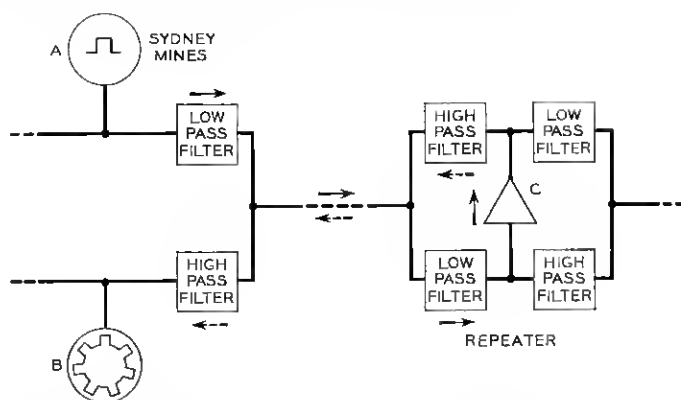 A
SYDNEY
MINES
LOW
PASS
FILTER
HIGH
PASS
FILTER
LOW
PASS
FILTER
C
HIGH
PASS
FILTER
LOW
PASS
FILTER
HIGH
PASS
FILTER
REPEATER
B